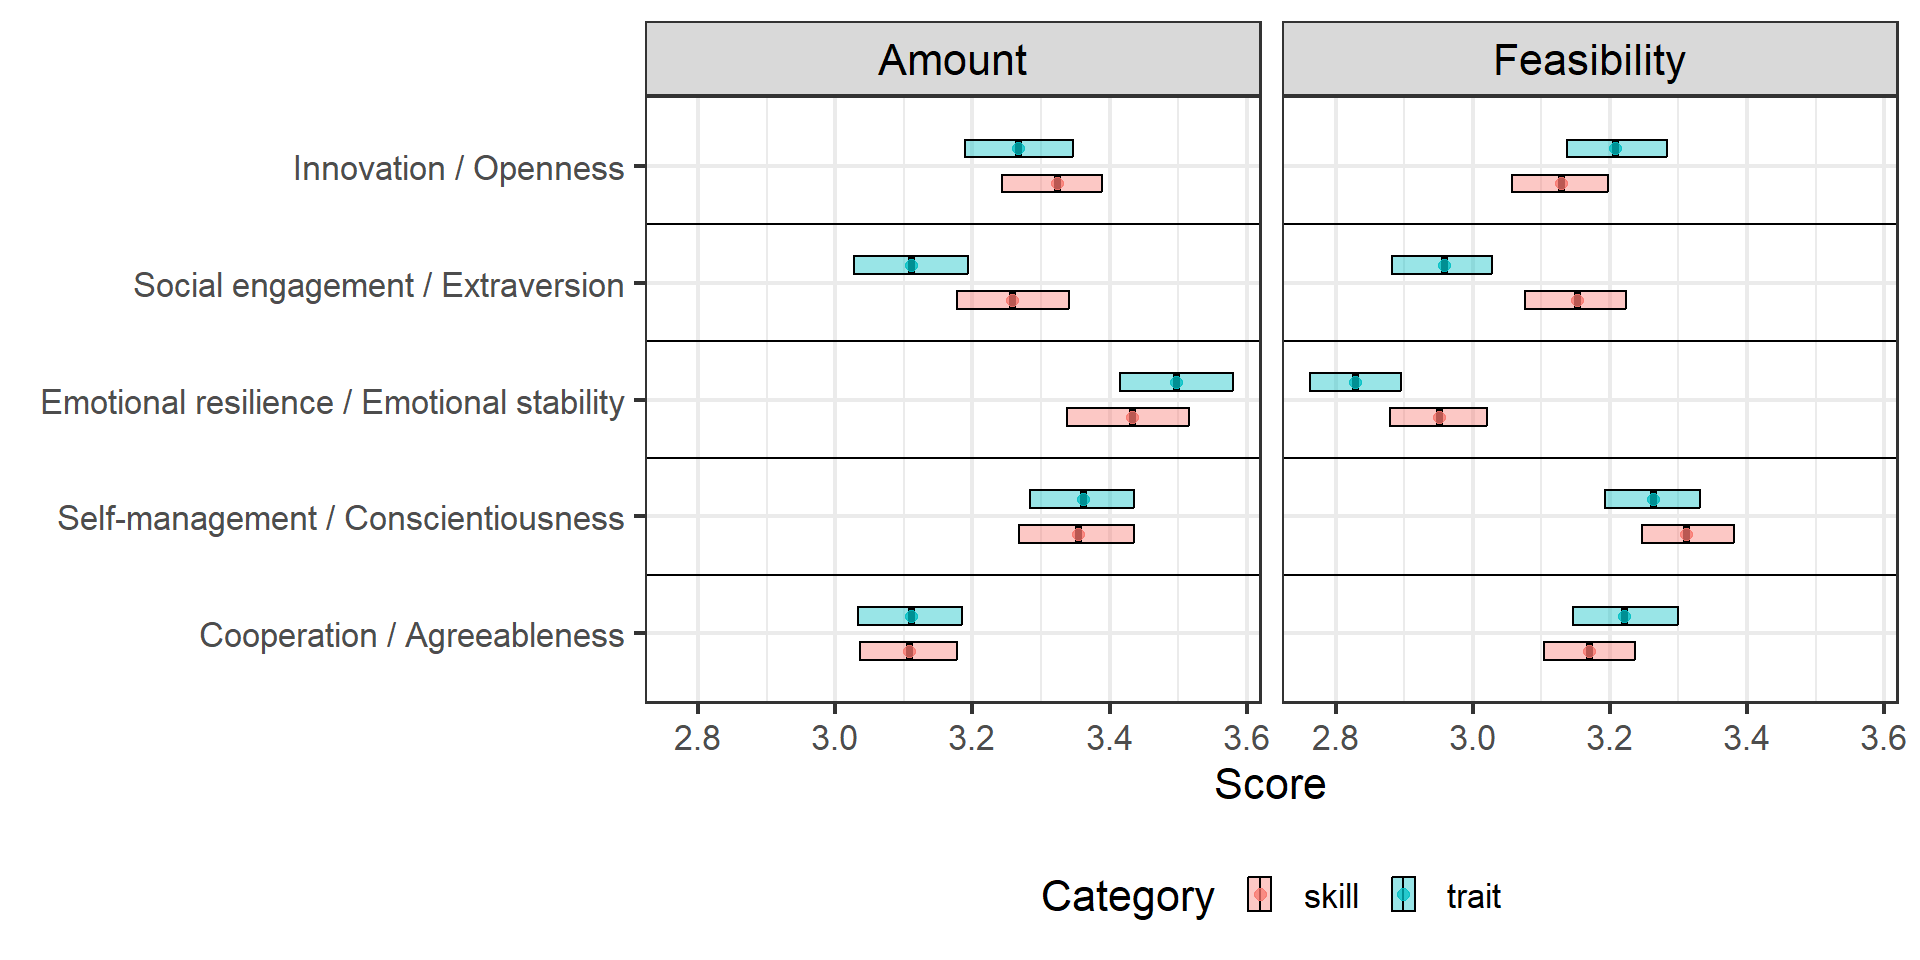 Amount
Feasibility
Innovation / Openness
Social engagement / Extraversion
Emotional resilience / Emotional stability
Self-management / Conscientiousness
Cooperation / Agreeableness
2.8 3.0 3.2 3.4 3.6
2.8 3.0 3.2 3.4 3.6
Score
Category skill trait